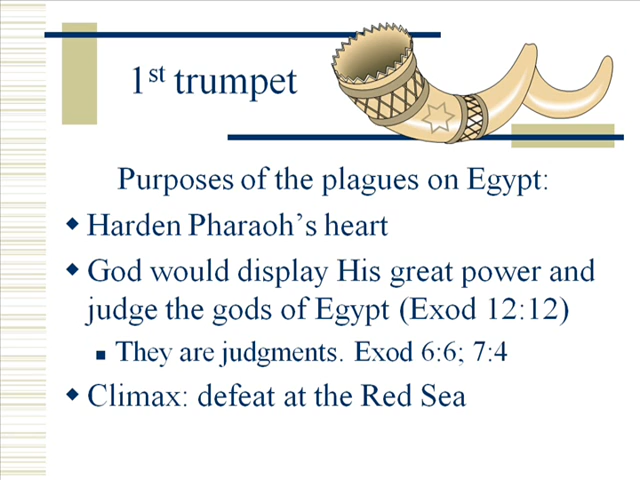 1st trumpet
Purposes of the plagues on Egypt:
Harden Pharaoh's heart
God would display His great power and
judge the gods of Egypt (Exod 12:12)
They are judgments. Exod 6:6; 7:4
Climax: defeat at the Red Sea